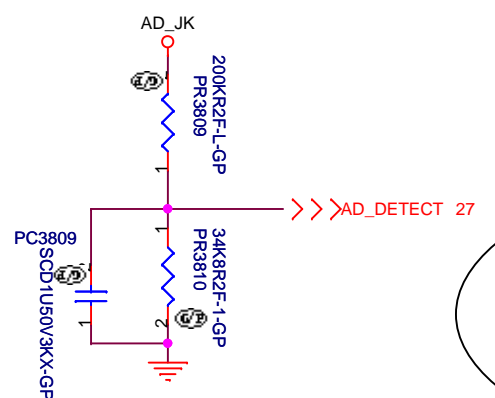 AD_JK
200KR2F-L-GP
PR3809
1
AD_DETECT 27
1
34K8R2F-1-GP
PR3810
2
PC3809
SCD1U50V3KX-GP
1